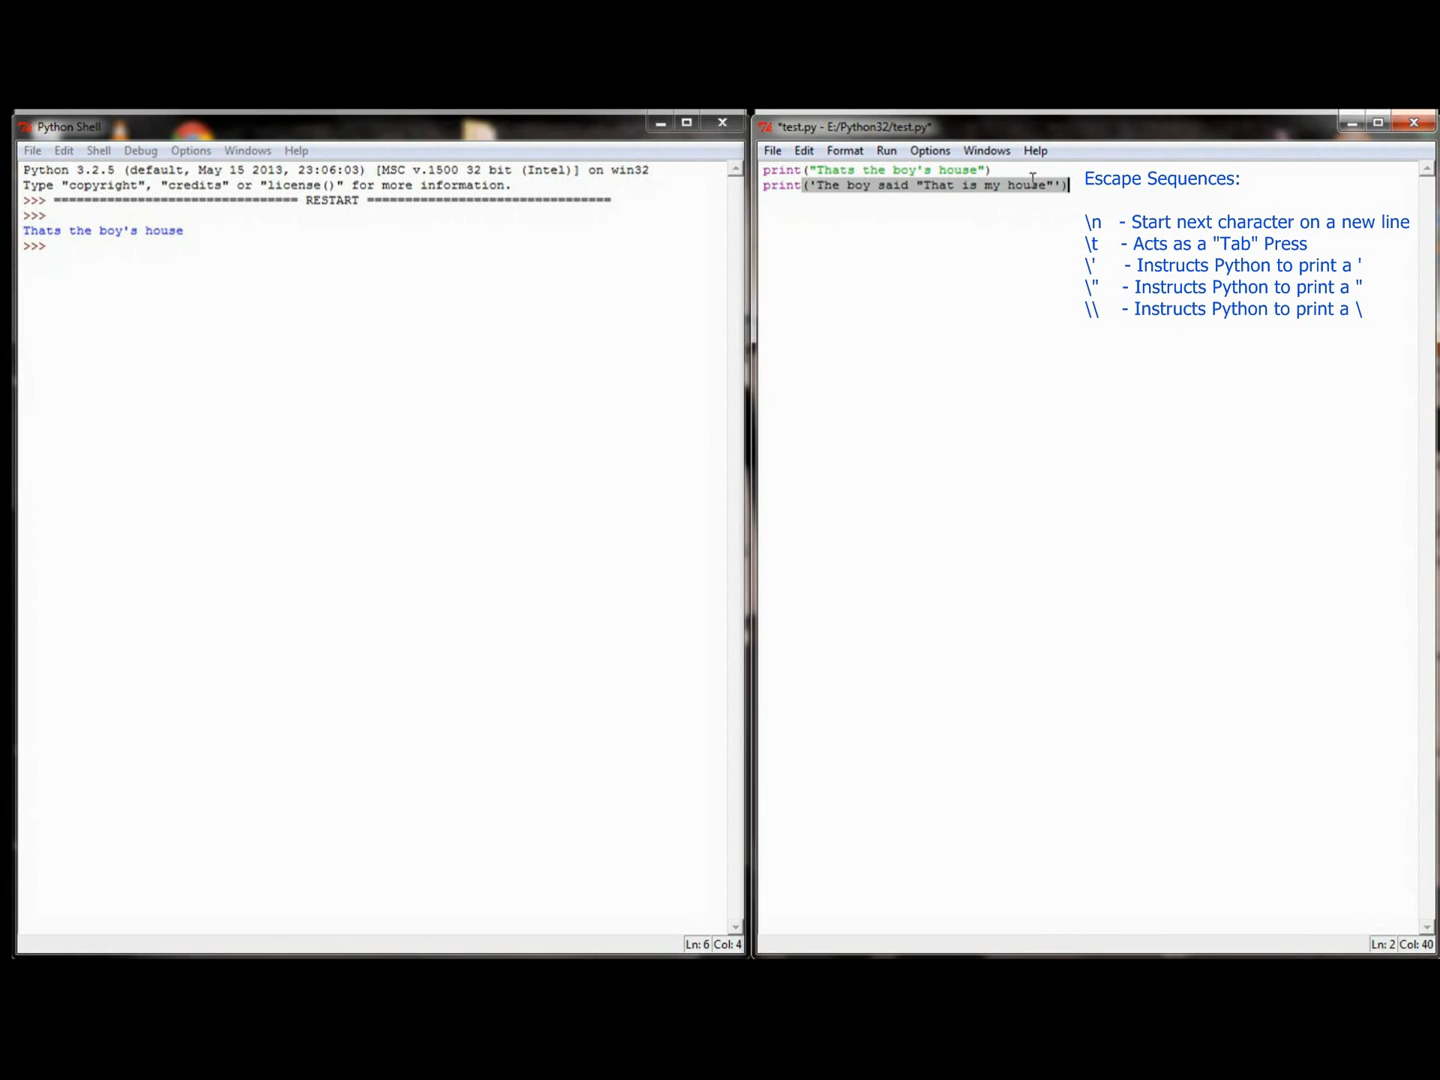 Python Shell
File Edit Shell Debug Options Windows Help
Python 3.2.5 (default, May 15 2013, 23:06:03) [MSC v.1500 32 bit (Intel)] on win32
Type "copyright", "credits" or "license()" for more information.
>>> ================================ RESTART ================================
>>>
Thats the boy's house
>>>
Ln: 6 Col: 4
*test.py - E:/Python32/test.py*
File Edit Format Run Options Windows Help
print("Thats the boy's house")
print('The boy said "That is my house"')
Escape Sequences:
\n - Start next character on a new line
\t - Acts as a "Tab" Press
\' - Instructs Python to print a '
\" - Instructs Python to print a "
\\ - Instructs Python to print a \
Ln: 2 Col: 40